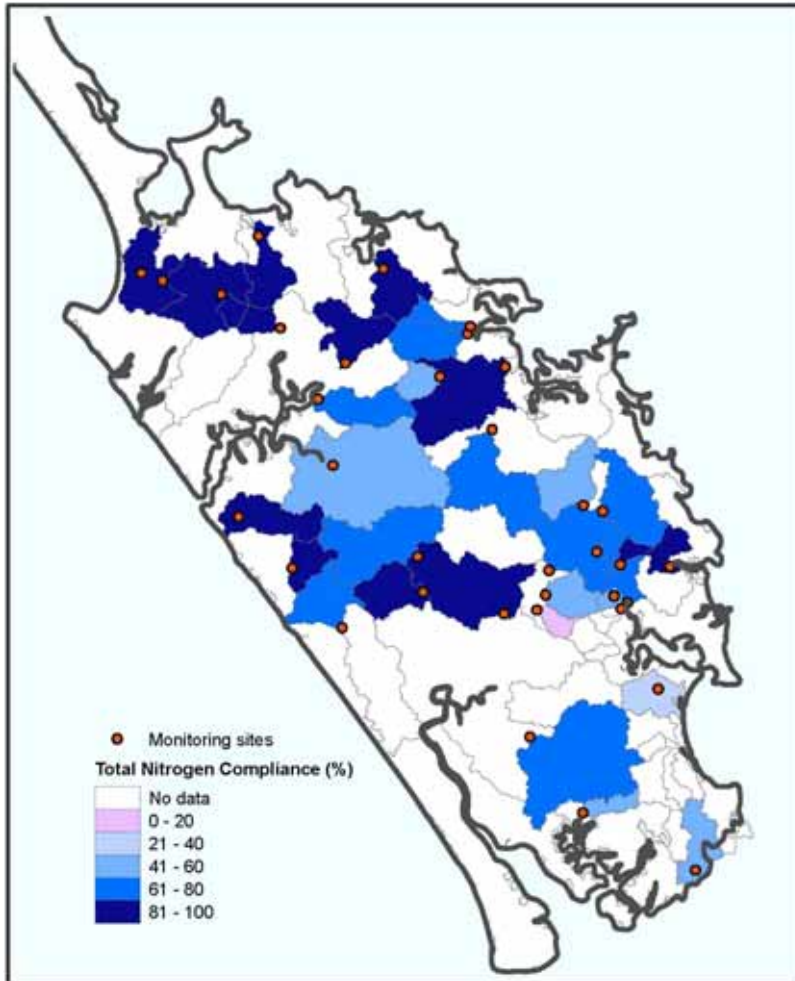 Monitoring sites
Total Nitrogen Compliance (%)
No data
0 - 20
21 - 40
41 - 60
61 - 80
81 - 100